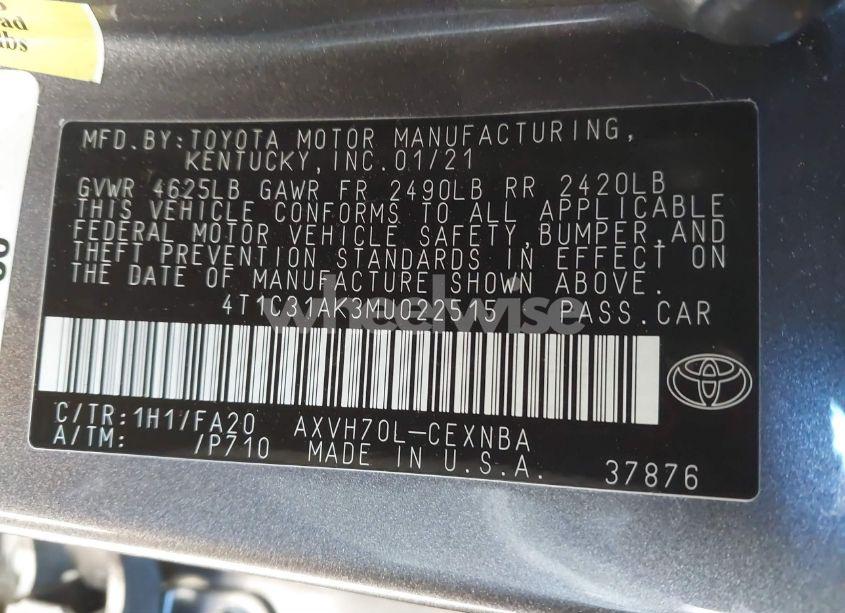 ad
lbs
MFD.BY:TOYOTA MOTOR MANUFACTURING,
KENTUCKY,INC.01/21
GVWR 4625LB GAWR FR 2490LB RR 2420LB
THIS VEHICLE CONFORMS TO ALL APPLICABLE
FEDERAL MOTOR VEHICLE SAFETY,BUMPER,AND
THEFT PREVENTION STANDARDS IN EFFECT ON
THE DATE OF MANUFACTURE SHOWN ABOVE.
4T1C31AK3MU022515 PASS.CAR
wheelwise
C/TR:1H1/FA20 AXVH70L-CEXNBA
A/TM: /P710 MADE IN U.S.A. 37876